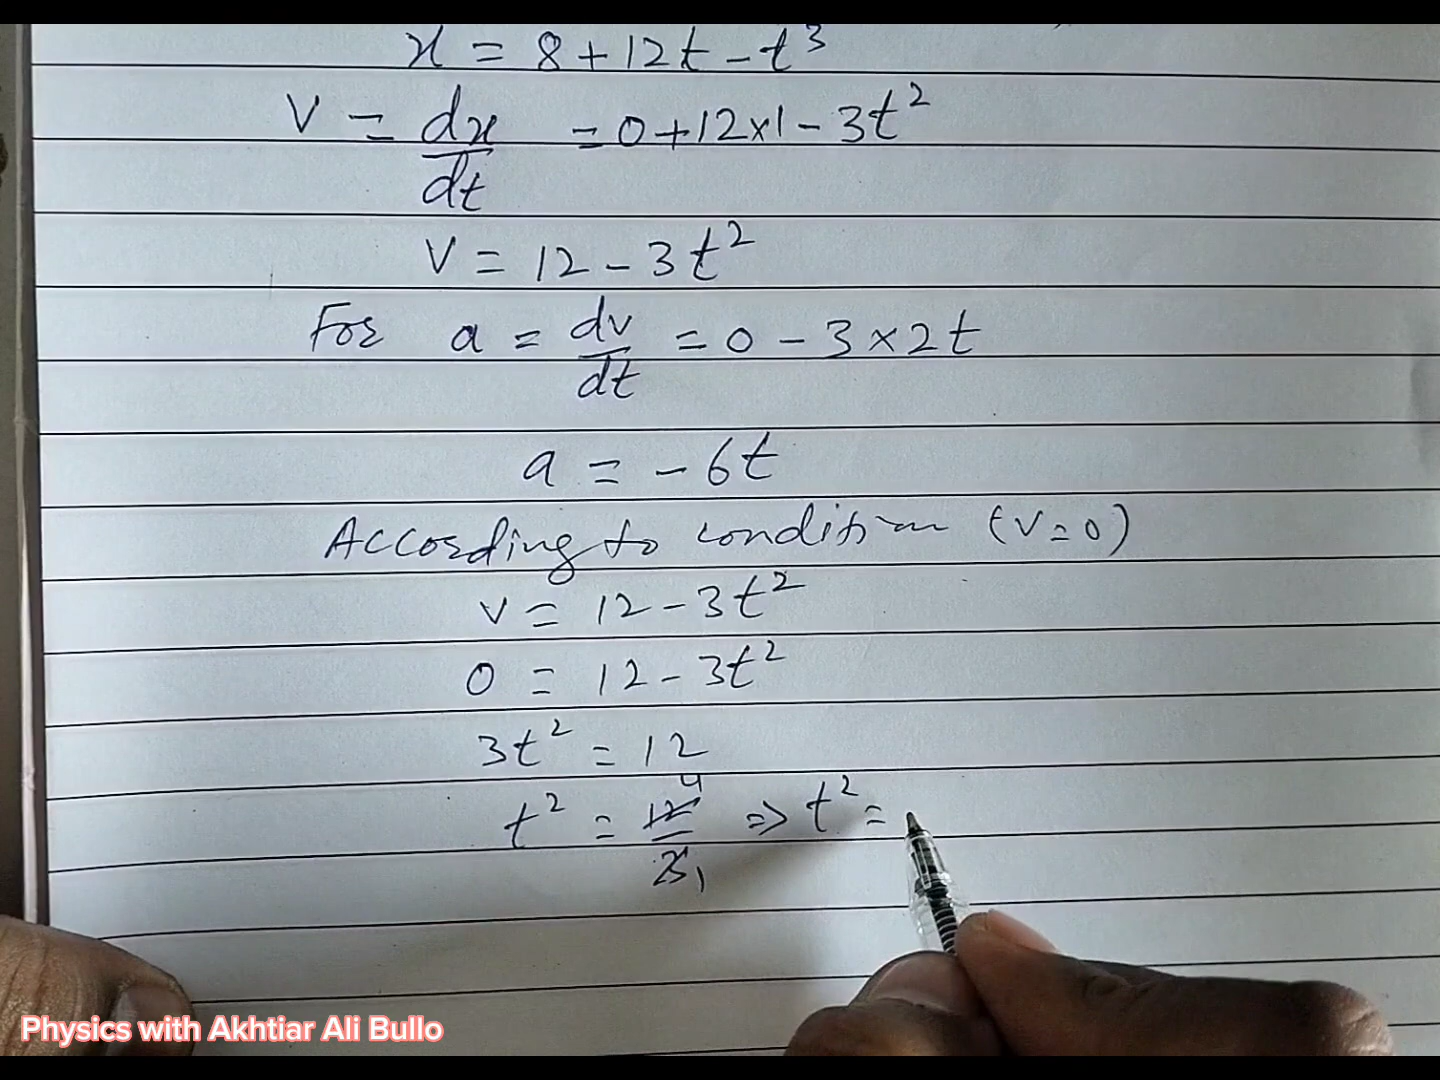 x = 8 + 12t - t³
V = dx/dt = 0 + 12×1 - 3t²
V = 12 - 3t²
For a = dv/dt = 0 - 3×2t
a = -6t
According to condition (V=0)
V = 12 - 3t²
0 = 12 - 3t²
3t² = 12
t² = 12/3 4 1 => t² =
Physics with Akhtiar Ali Bullo